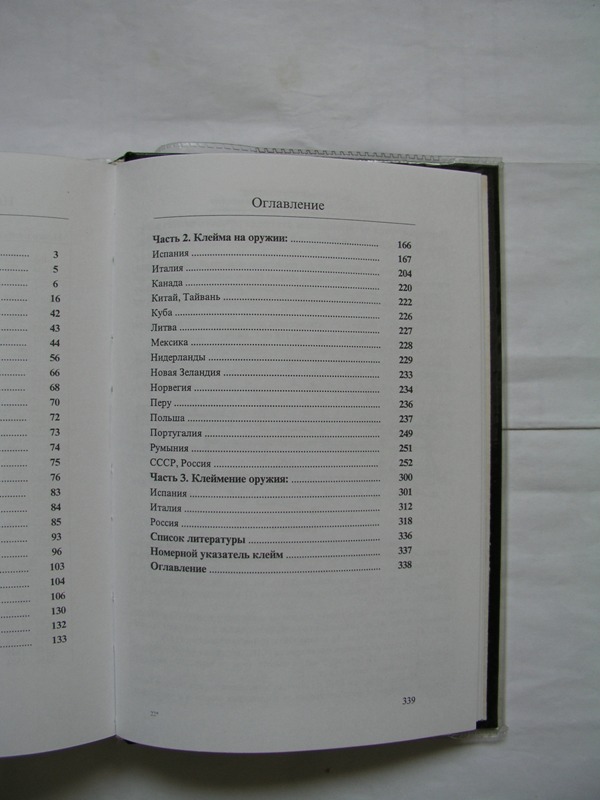 3
5
6
16
42
43
44
56
66
68
70
72
73
74
75
76
83
84
85
93
96
103
104
106
130
132
133
Оглавление
Часть 2. Клейма на оружии: 166
Испания 167
Италия 204
Канада 220
Китай, Тайвань 222
Куба 226
Литва 227
Мексика 228
Нидерланды 229
Новая Зеландия 233
Норвегия 234
Перу 236
Польша 237
Португалия 249
Румыния 251
СССР, Россия 252
Часть 3. Клеймение оружия: 300
Испания 301
Италия 312
Россия 318
Список литературы 336
Номерной указатель клейм 337
Оглавление 338
339
22*